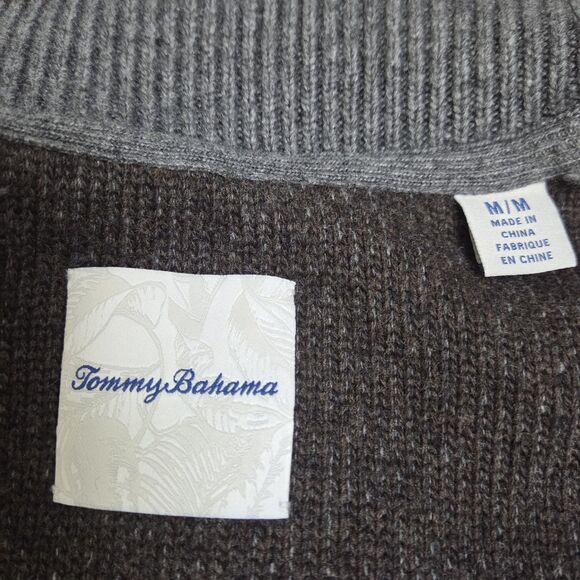 M/M
MADE IN
CHINA
FABRIQUE
EN CHINE
Tommy Bahama